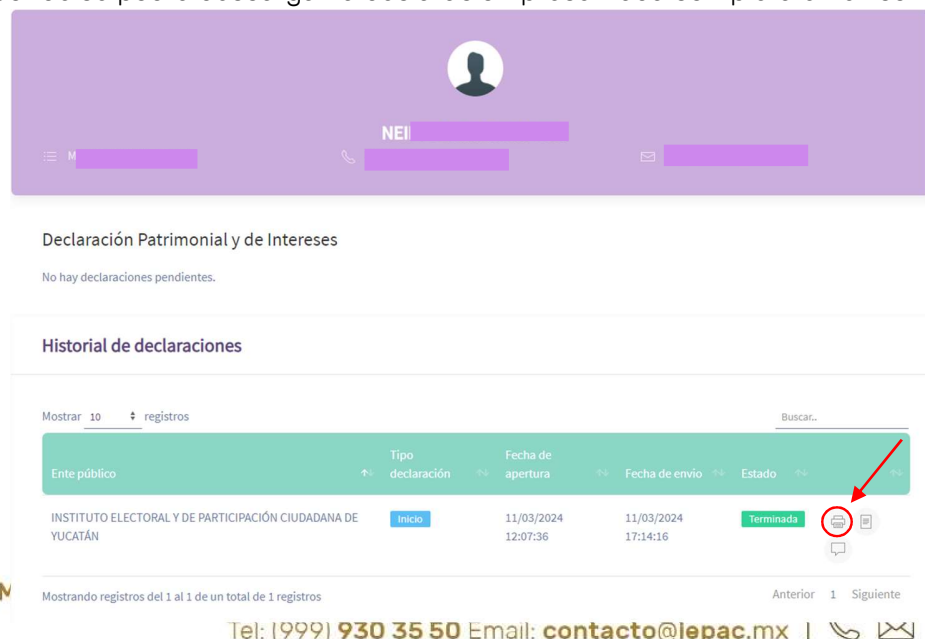 NEI
M
Declaración Patrimonial y de Intereses
No hay declaraciones pendientes.
Historial de declaraciones
Mostrar 10 registros
Buscar..
Ente público Tipo declaración Fecha de apertura Fecha de envio Estado
INSTITUTO ELECTORAL Y DE PARTICIPACIÓN CIUDADANA DE Inicio 11/03/2024 11/03/2024 Terminada
YUCATÁN 12:07:36 17:14:16
Mostrando registros del 1 al 1 de un total de 1 registros
Anterior 1 Siguiente
Tel: (999) 930 35 50 Email: contacto@iepac.mx |